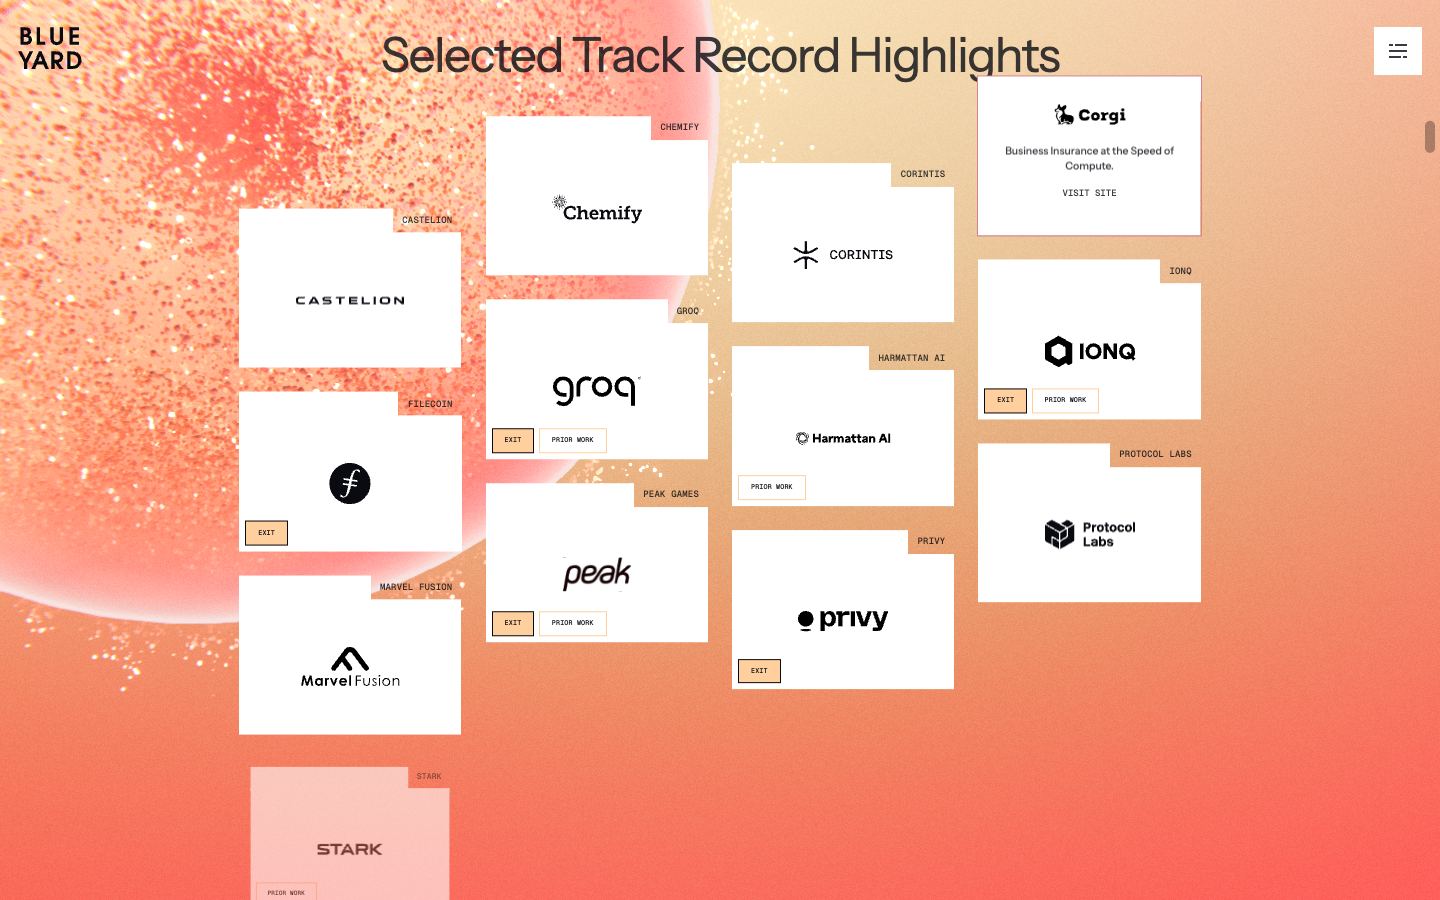 BLUE
YARD
Selected Track Record Highlights
CASTELION
CASTELION
FILECOIN
EXIT
MARVEL FUSION
Marvel Fusion
STARK
STARK
PRIOR WORK
CHEMIFY
Chemify
GROQ
groq
EXIT
PRIOR WORK
PEAK GAMES
peak
EXIT
PRIOR WORK
CORINTIS
CORINTIS
HARMATTAN AI
Harmattan AI
PRIOR WORK
PRIVY
privy
EXIT
Corgi
Business Insurance at the Speed of
Compute.
VISIT SITE
IONQ
IONQ
EXIT
PRIOR WORK
PROTOCOL LABS
Protocol
Labs